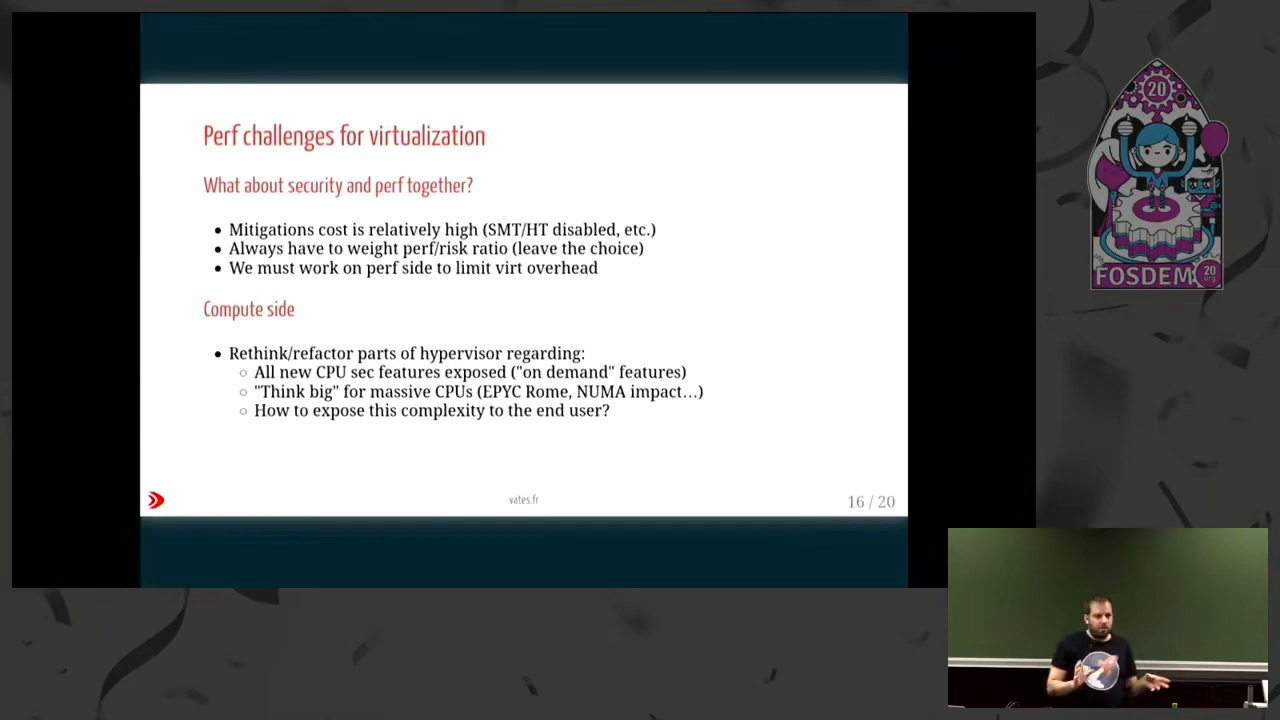 Perf challenges for virtualization
What about security and perf together?
Mitigations cost is relatively high (SMT/HT disabled, etc.)
Always have to weight perf/risk ratio (leave the choice)
We must work on perf side to limit virt overhead
Compute side
Rethink/refactor parts of hypervisor regarding:
All new CPU sec features exposed ("on demand" features)
"Think big" for massive CPUs (EPYC Rome, NUMA impact…)
How to expose this complexity to the end user?
vates.fr
16 / 20
20
FOSDEM
20
.org